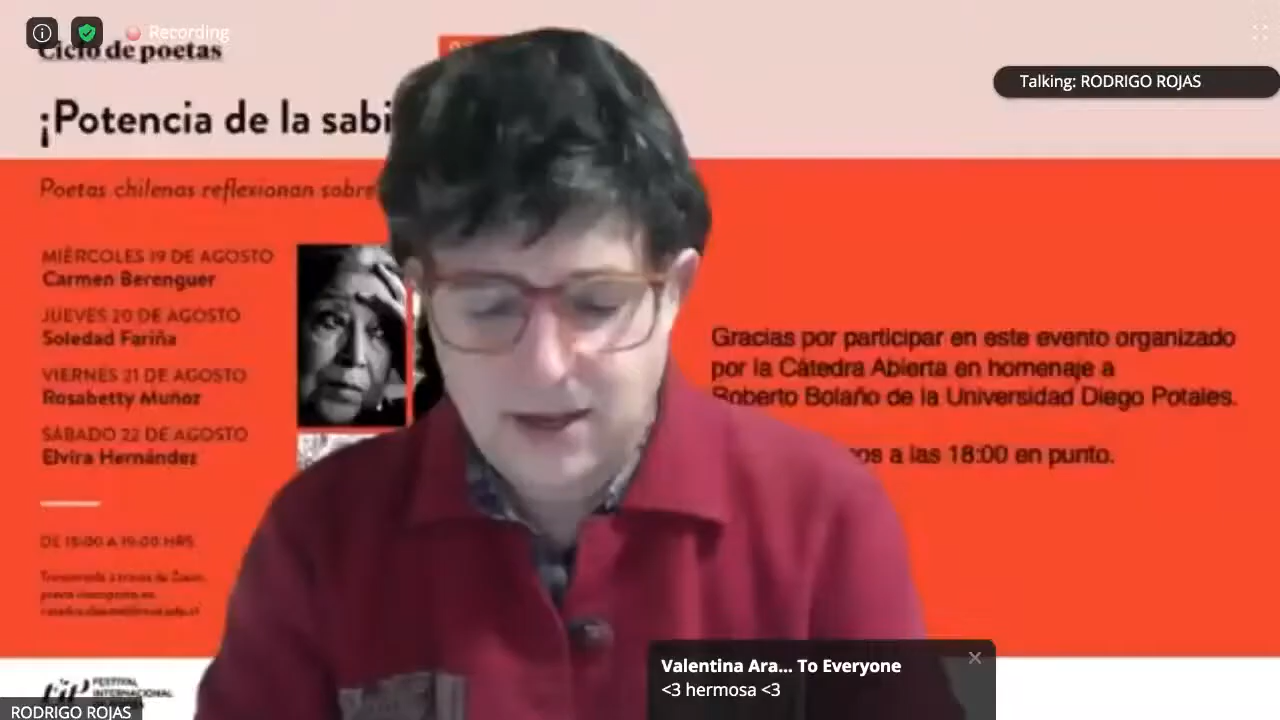 Recording
Ciclo de poetas
Talking: RODRIGO ROJAS
¡Potencia de la sabi
Poetas chilenas reflexionan sobre
MIÉRCOLES 19 DE AGOSTO
Carmen Berenguer
JUEVES 20 DE AGOSTO
Soledad Fariña
VIERNES 21 DE AGOSTO
Rosabetty Muñoz
SÁBADO 22 DE AGOSTO
Elvira Hernández
Gracias por participar en este evento organizado
por la Cátedra Abierta en homenaje a
Roberto Bolaño de la Universidad Diego Potales.
os a las 18:00 en punto.
DE 18:00 A 19:00 HRS
Valentina Ara... To Everyone
<3 hermosa <3
FESTIVAL
INTERNACIONAL
RODRIGO ROJAS